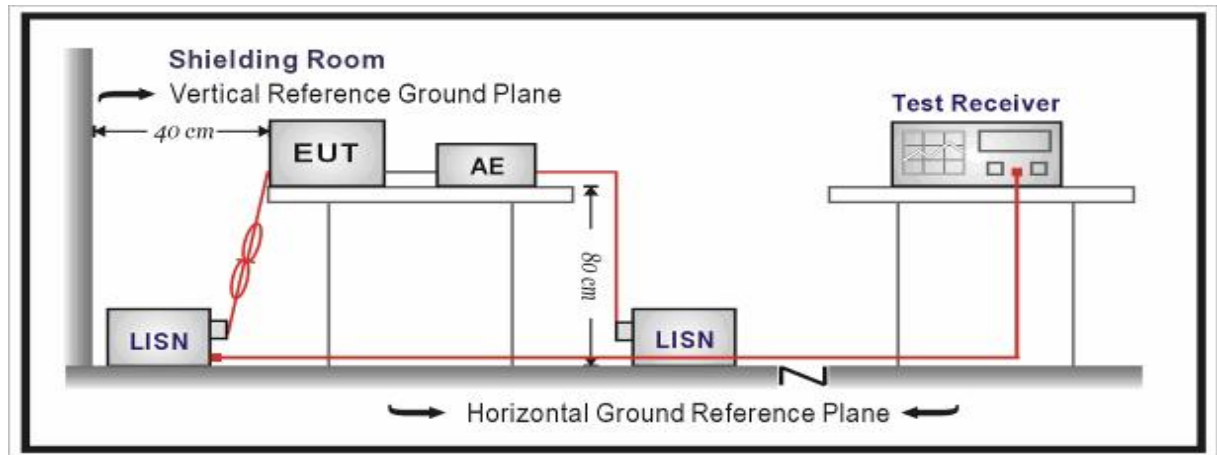 Shielding Room
Vertical Reference Ground Plane
40 cm
EUT
AE
Test Receiver
80 cm
LISN
LISN
Horizontal Ground Reference Plane